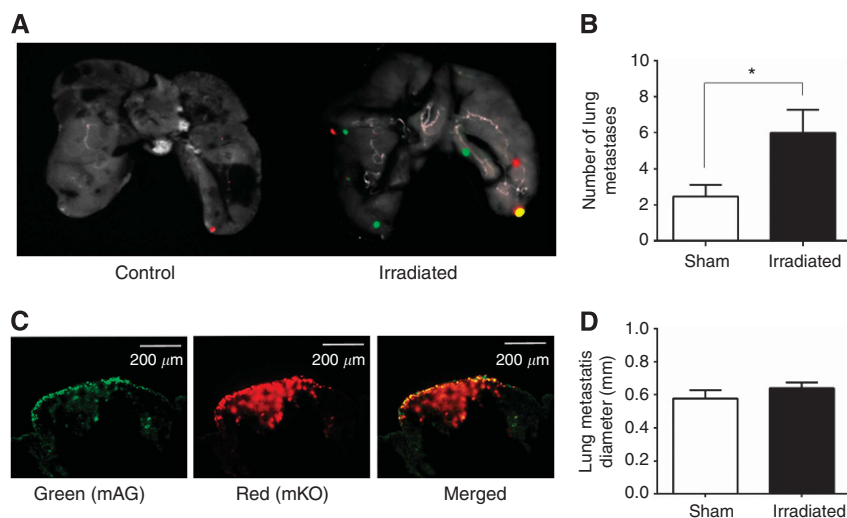 A
Control
Irradiated
B
Number of lung
metastases
10
8
6
4
2
0
*
Sham
Irradiated
C
200 μm
200 μm
200 μm
Green (mAG)
Red (mKO)
Merged
D
Lung metastatis
diameter (mm)
1.0
0.8
0.6
0.4
0.2
0.0
Sham
Irradiated